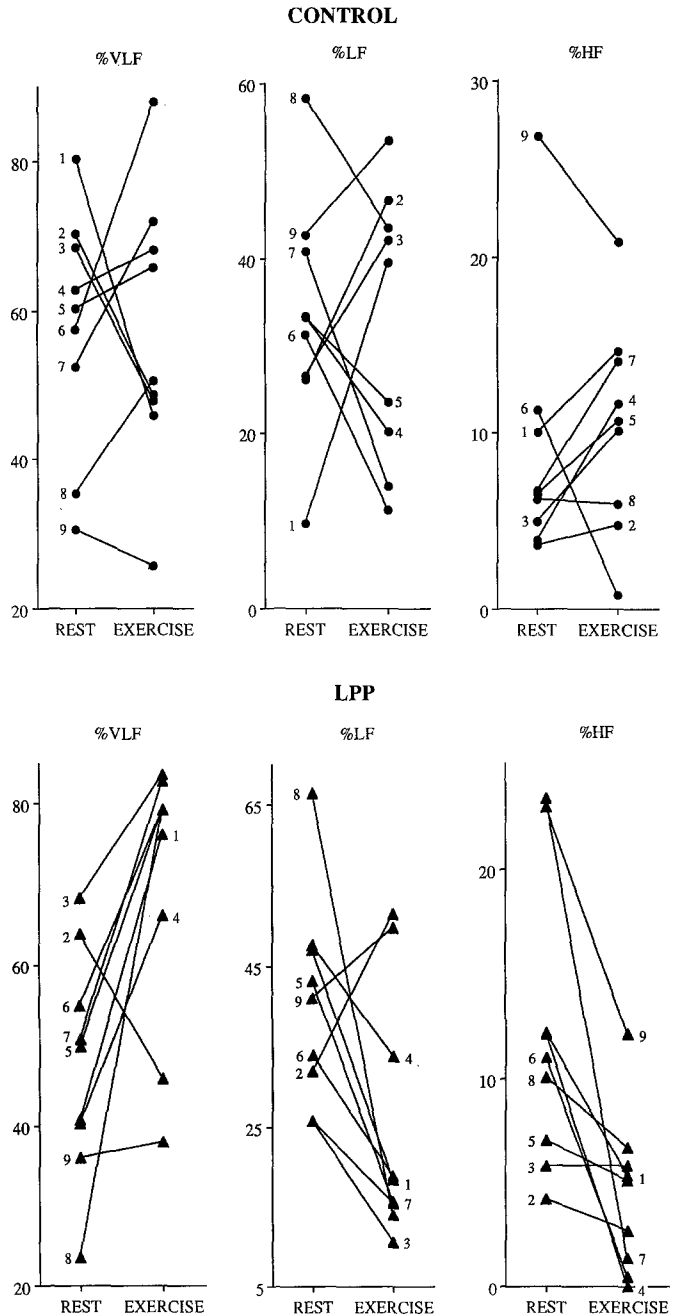 CONTROL
%VLF %LF %HF
80 60 40 20
1 2 3 4 5 6 7 8 9
REST EXERCISE
60 40 20 0
8 9 7 6 1 2 3 5 4
REST EXERCISE
30 20 10 0
9 6 1 3 7 4 5 8 2
REST EXERCISE
LPP
%VLF %LF %HF
80 60 40 20
3 2 6 7 5 9 8 1 4
REST EXERCISE
65 45 25 5
8 5 9 6 2 4 1 7 3
REST EXERCISE
20 10 0
6 8 5 3 2 9 1 7 4
REST EXERCISE